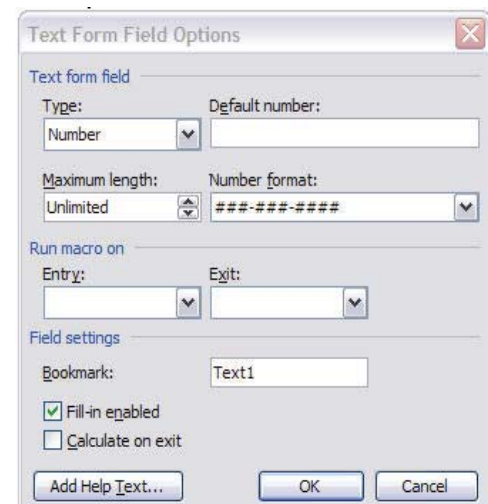 Text Form Field Options
Text form field
Type: Default number:
Number
Maximum length: Number format:
Unlimited ###-###-####
Run macro on
Entry: Exit:
Field settings
Bookmark: Text1
Fill-in enabled
Calculate on exit
Add Help Text... OK Cancel